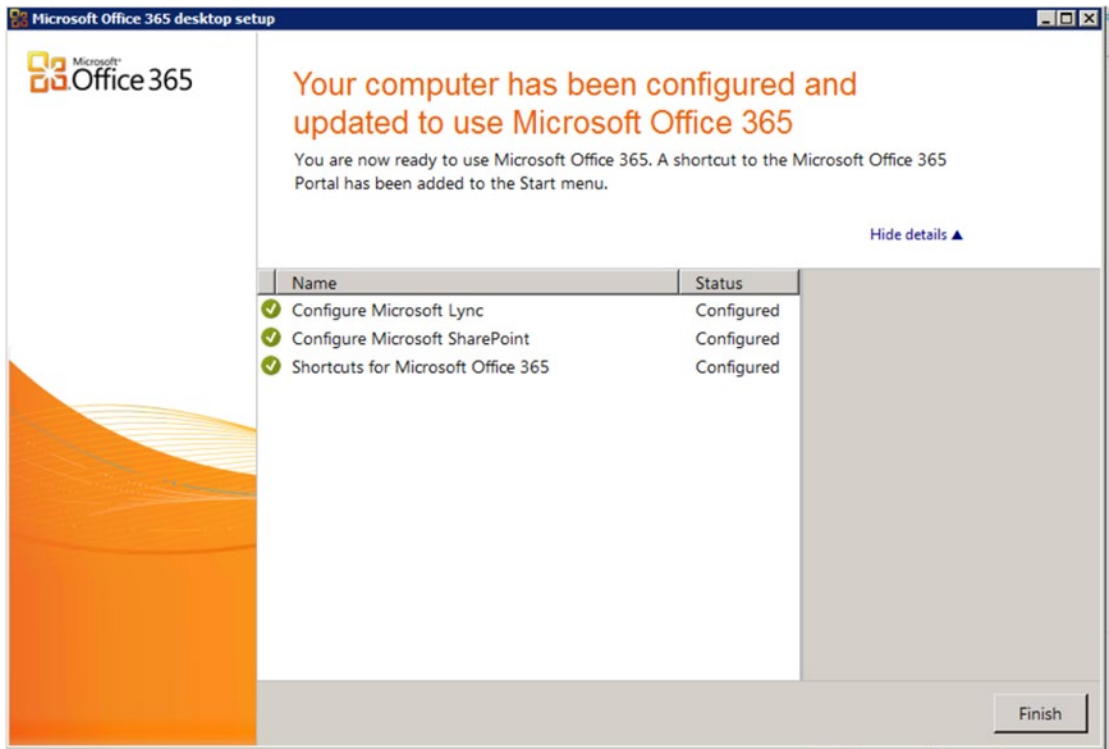 Microsoft Office 365 desktop setup
Microsoft®
Office 365
Your computer has been configured and
updated to use Microsoft Office 365
You are now ready to use Microsoft Office 365. A shortcut to the Microsoft Office 365
Portal has been added to the Start menu.
Hide details ▲
Name Status
Configure Microsoft Lync Configured
Configure Microsoft SharePoint Configured
Shortcuts for Microsoft Office 365 Configured
Finish